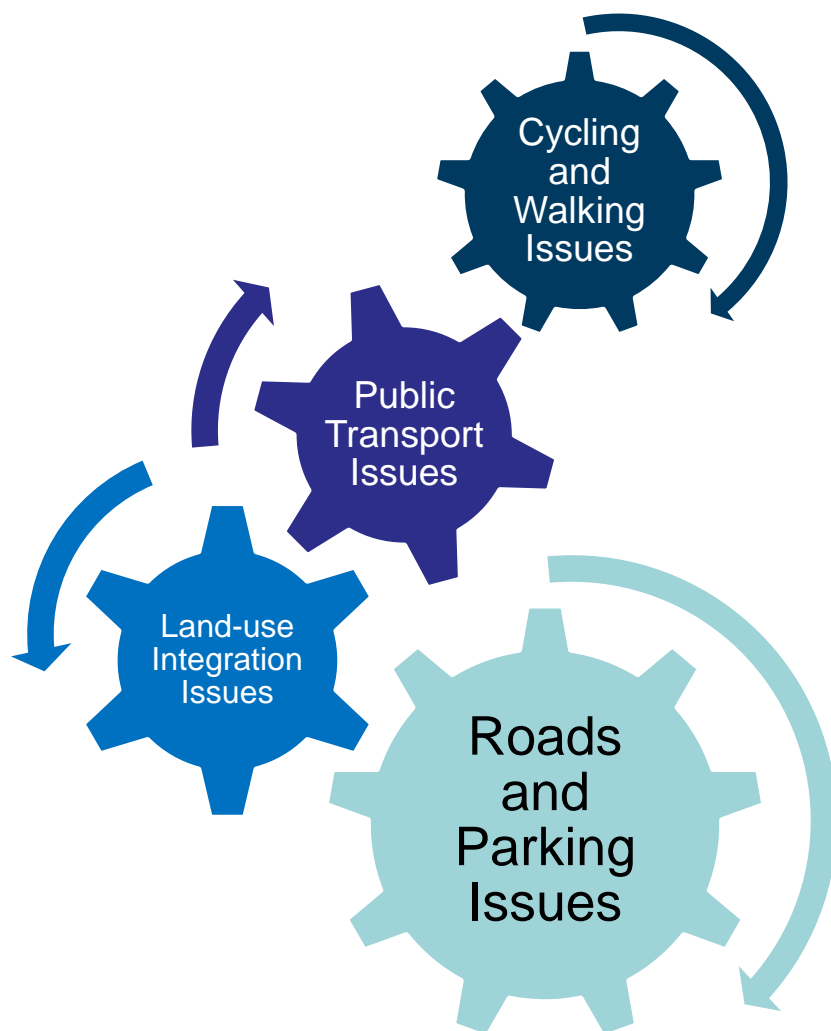 Cycling
and
Walking
Issues
Public
Transport
Issues
Land-use
Integration
Issues
Roads
and
Parking
Issues